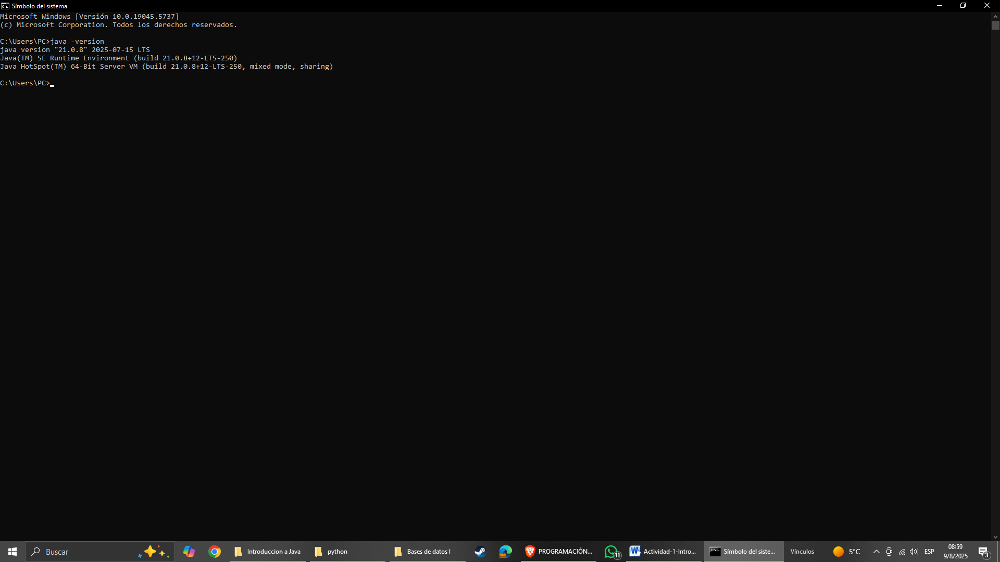 Símbolo del sistema
Microsoft Windows [Versión 10.0.19045.5737]
(c) Microsoft Corporation. Todos los derechos reservados.
C:\Users\PC>java -version
java version "21.0.8" 2025-07-15 LTS
Java(TM) SE Runtime Environment (build 21.0.8+12-LTS-250)
Java HotSpot(TM) 64-Bit Server VM (build 21.0.8+12-LTS-250, mixed mode, sharing)
C:\Users\PC>
Buscar
Introduccion a Java
python
Bases de datos I
PROGRAMACIÓN...
11
Actividad-1-Intro...
Símbolo del siste...
Vínculos
5°C
ESP
08:59
9/8/2025
3